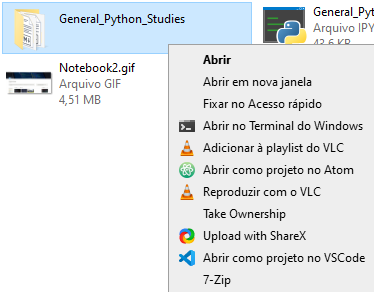 General_Python_Studies
General_Pyt
Arquivo IPY
43,6 KB
Notebook2.gif
Arquivo GIF
4,51 MB
Abrir
Abrir em nova janela
Fixar no Acesso rápido
Abrir no Terminal do Windows
Adicionar à playlist do VLC
Abrir como projeto no Atom
Reproduzir com o VLC
Take Ownership
Upload with ShareX
Abrir como projeto no VSCode
7-Zip